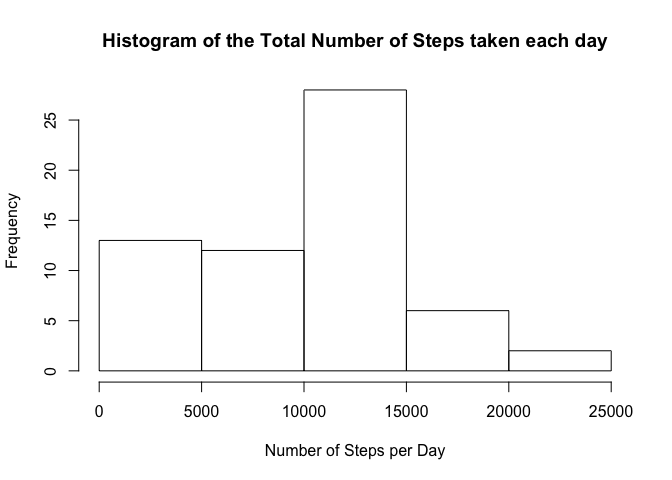 Histogram of the Total Number of Steps taken each day
Frequency
25
20
15
10
5
0
0 5000 10000 15000 20000 25000
Number of Steps per Day